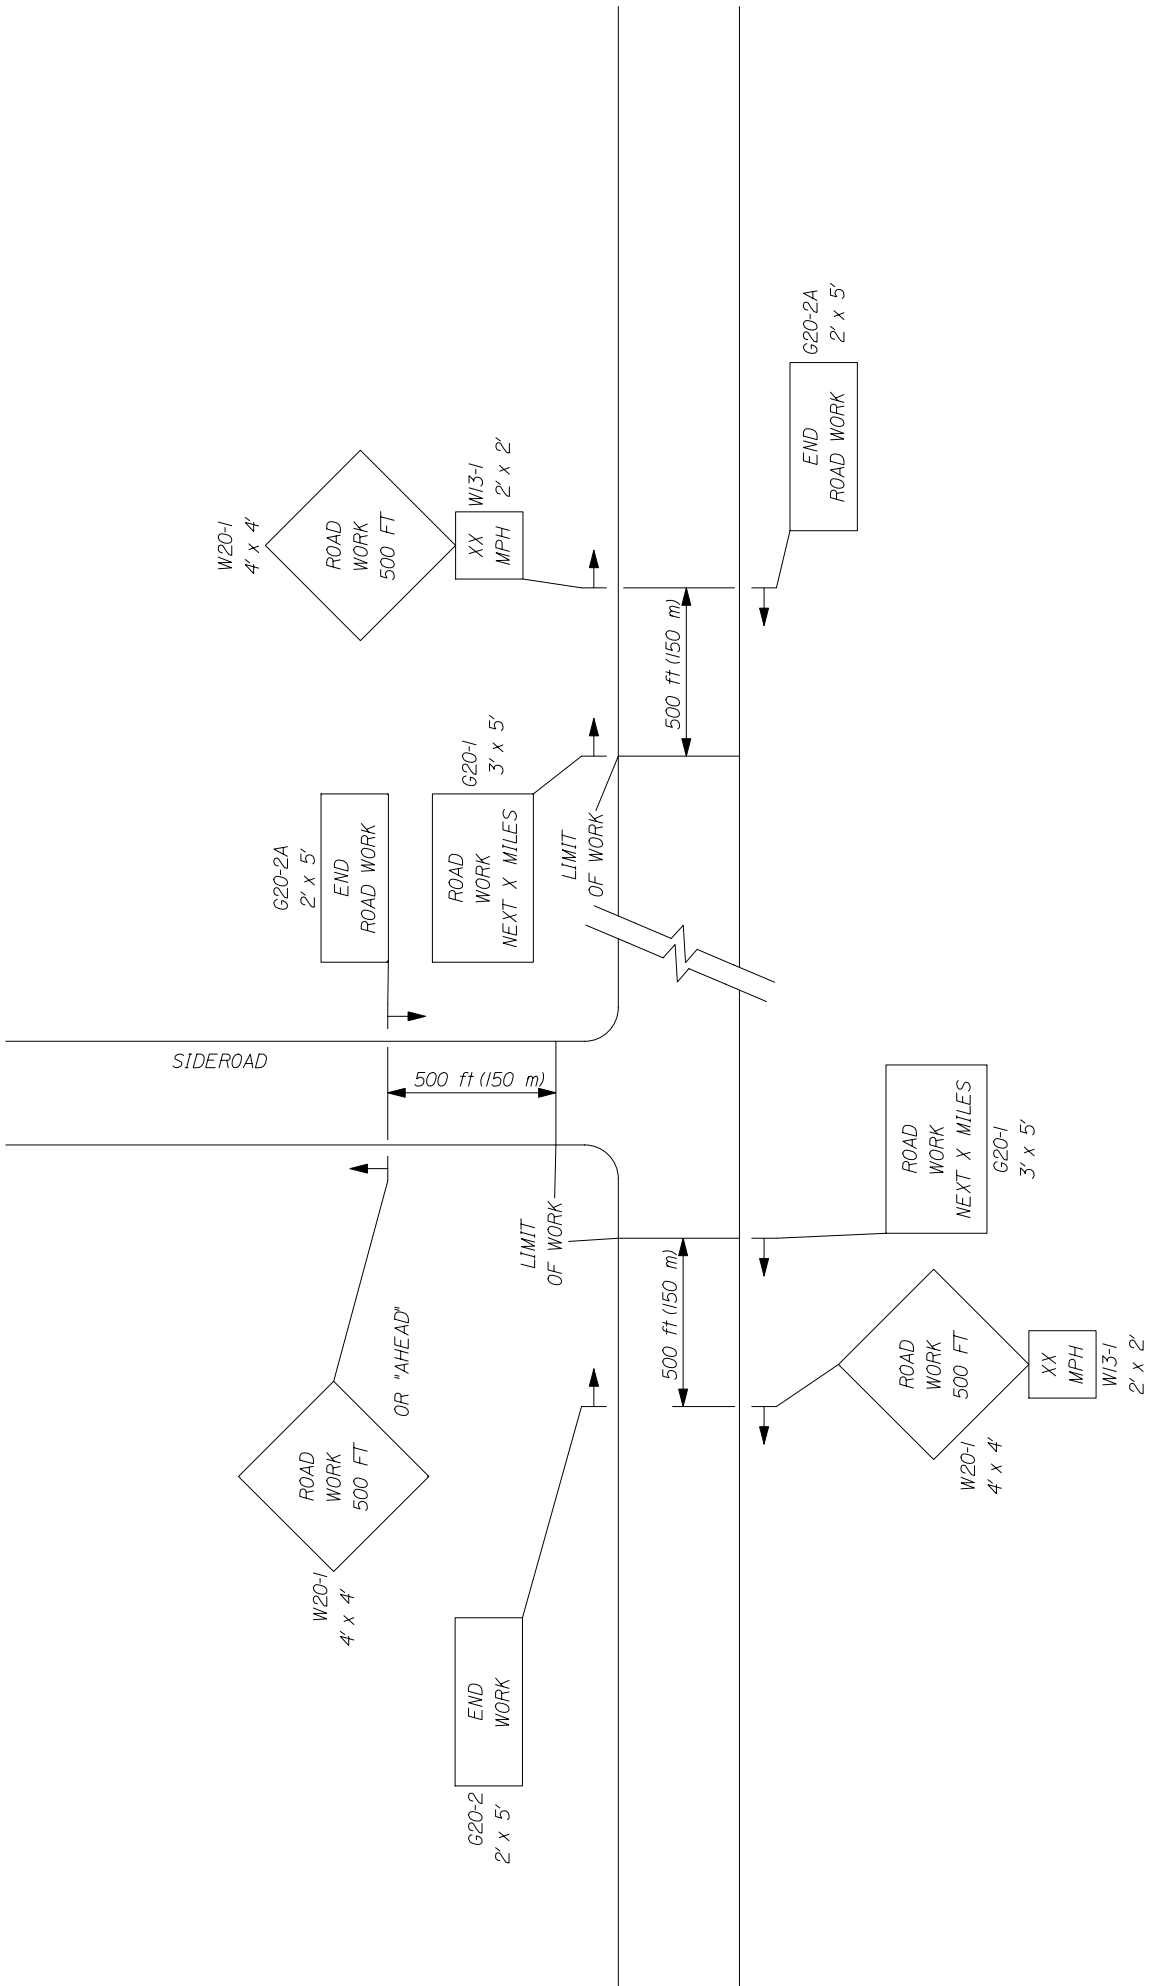 W20-1
4' x 4'
ROAD
WORK
500 FT
XX
MPH
W13-1
2' x 2'
G20-2A
2' x 5'
END
ROAD WORK
G20-1
3' x 5'
ROAD
WORK
NEXT X MILES
LIMIT
OF WORK
500 ft (150 m)
G20-2A
2' x 5'
END
ROAD WORK
SIDEROAD
500 ft (150 m)
LIMIT
OF WORK
500 ft (150 m)
ROAD
WORK
NEXT X MILES
G20-1
3' x 5'
OR "AHEAD"
ROAD
WORK
500 FT
W20-1
4' x 4'
ROAD
WORK
500 FT
W20-1
4' x 4'
XX
MPH
W13-1
2' x 2'
END
WORK
G20-2
2' x 5'